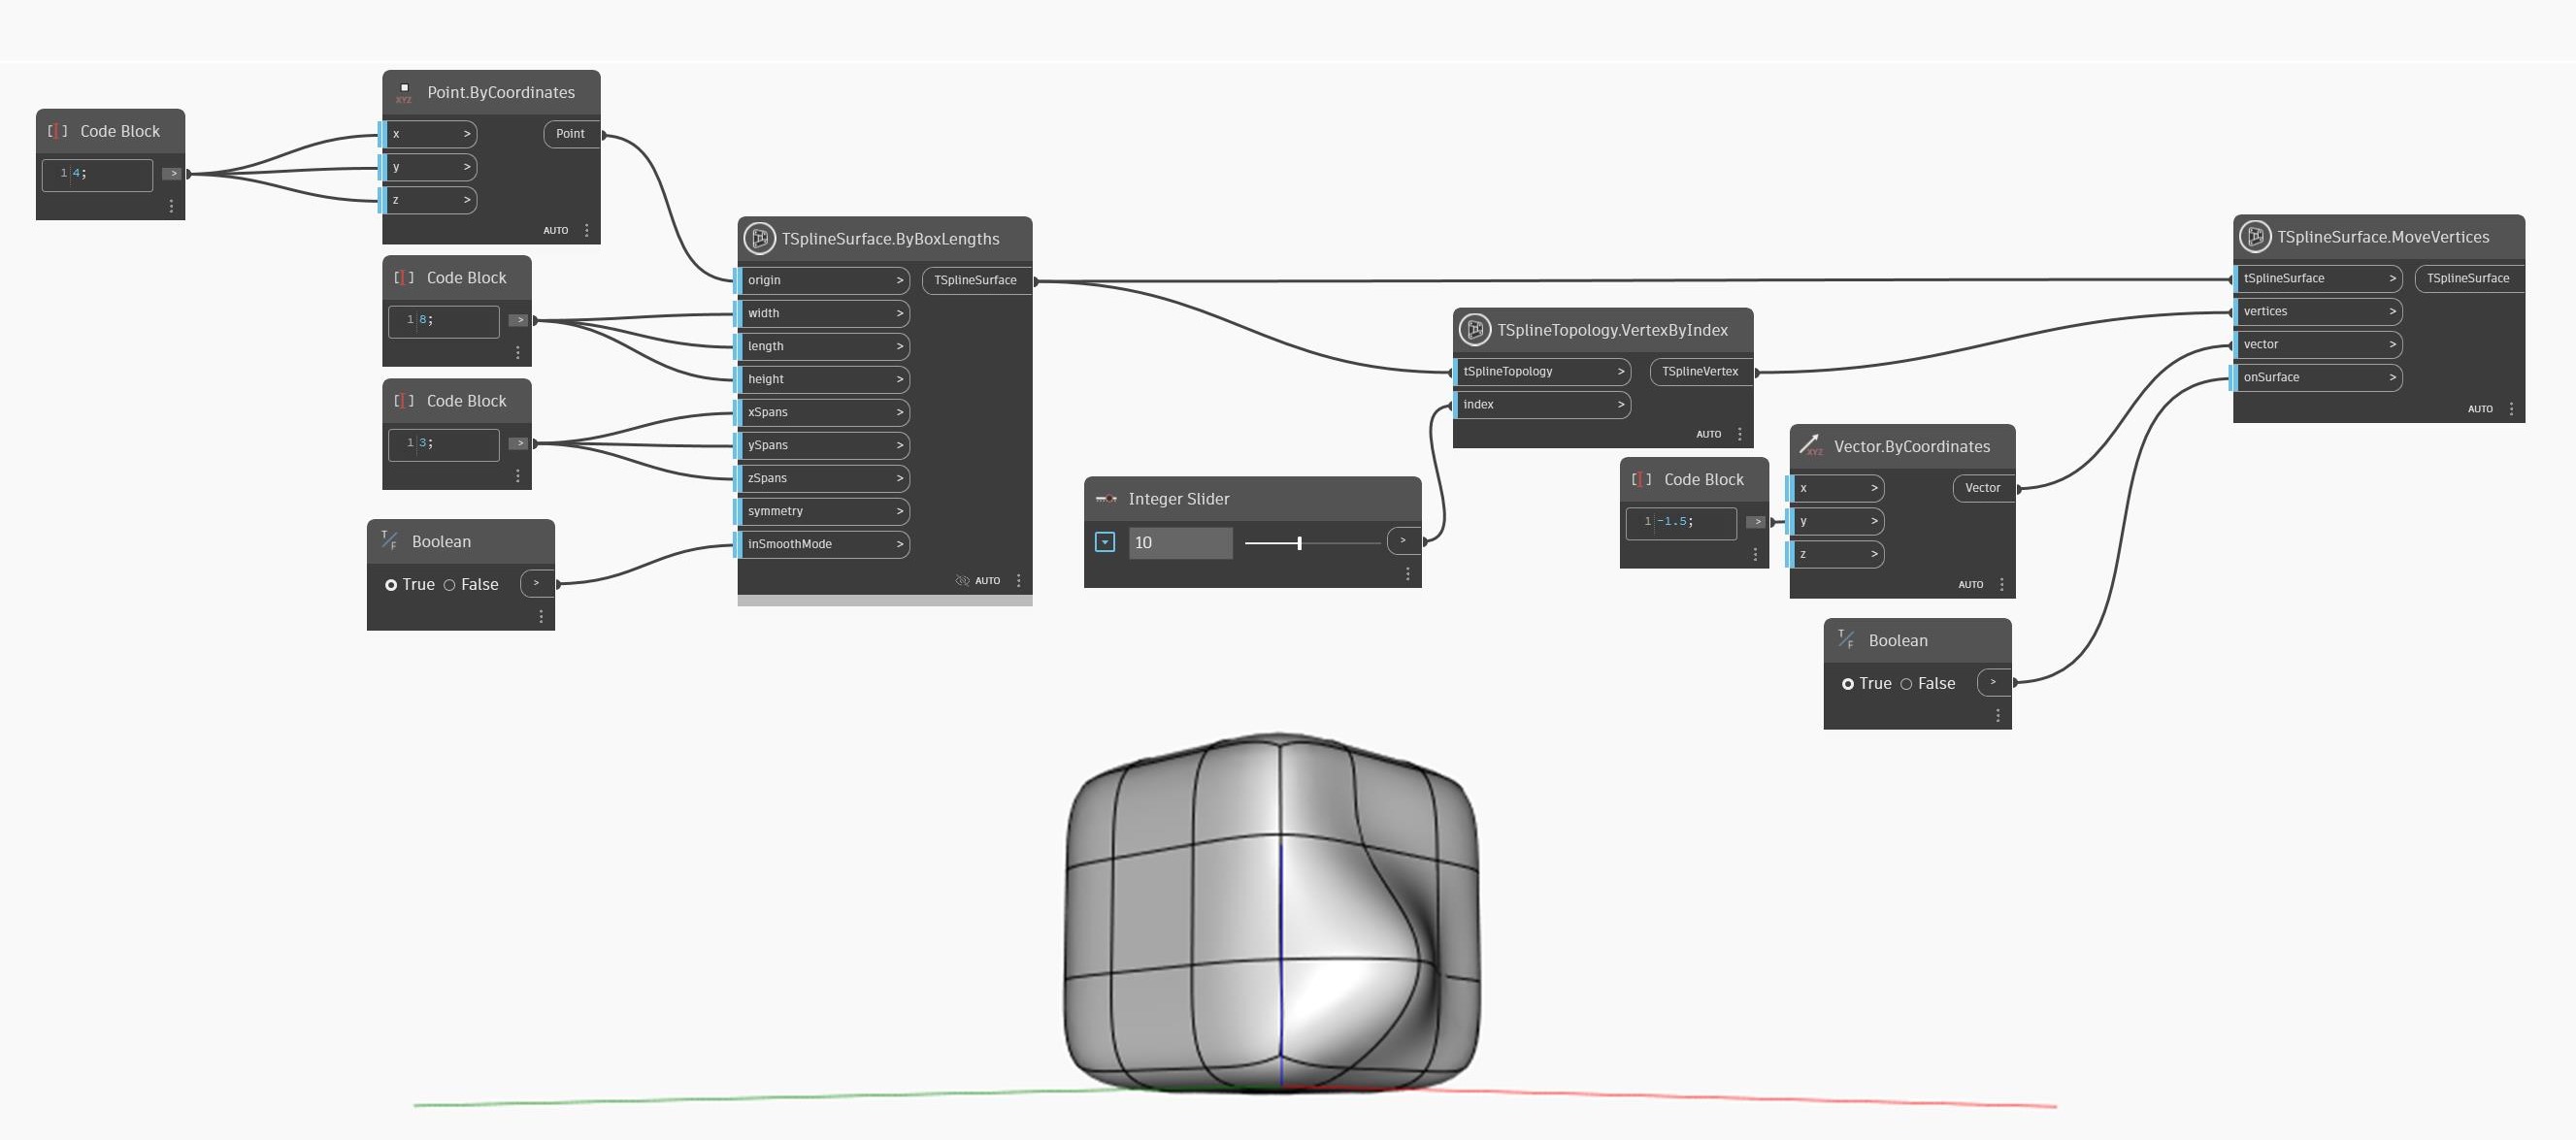 Code Block
1 4;
>
Point.ByCoordinates
XYZ
x >
Point
y >
z >
AUTO
Code Block
1 8;
>
Code Block
1 3;
>
Boolean
T/F
True False
>
TSplineSurface.ByBoxLengths
origin >
TSplineSurface
width >
length >
height >
xSpans >
ySpans >
zSpans >
symmetry >
inSmoothMode >
AUTO
Integer Slider
10
>
TSplineTopology.VertexByIndex
tSplineTopology >
TSplineVertex
index >
AUTO
Code Block
1 -1.5;
>
Vector.ByCoordinates
XYZ
x >
Vector
y >
z >
AUTO
Boolean
T/F
True False
>
TSplineSurface.MoveVertices
tSplineSurface >
TSplineSurface
vertices >
vector >
onSurface >
AUTO